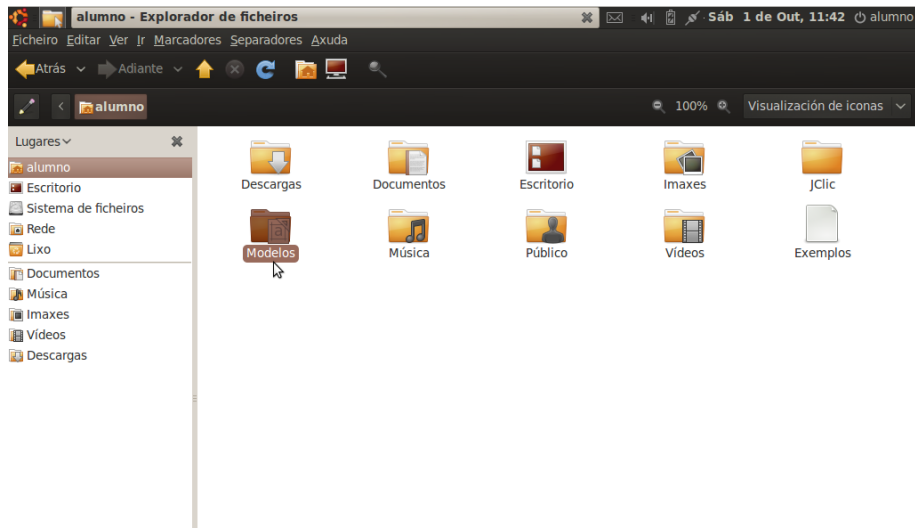 alumno - Explorador de ficheiros
Sáb 1 de Out, 11:42 alumno
Ficheiro Editar Ver Ir Marcadores Separadores Axuda
Atrás Adiante
alumno 100% Visualización de iconas
Lugares
alumno
Escritorio
Sistema de ficheiros
Rede
Lixo
Documentos
Música
Imaxes
Vídeos
Descargas
Descargas Documentos Escritorio Imaxes JClic
Modelos Música Público Vídeos Exemplos